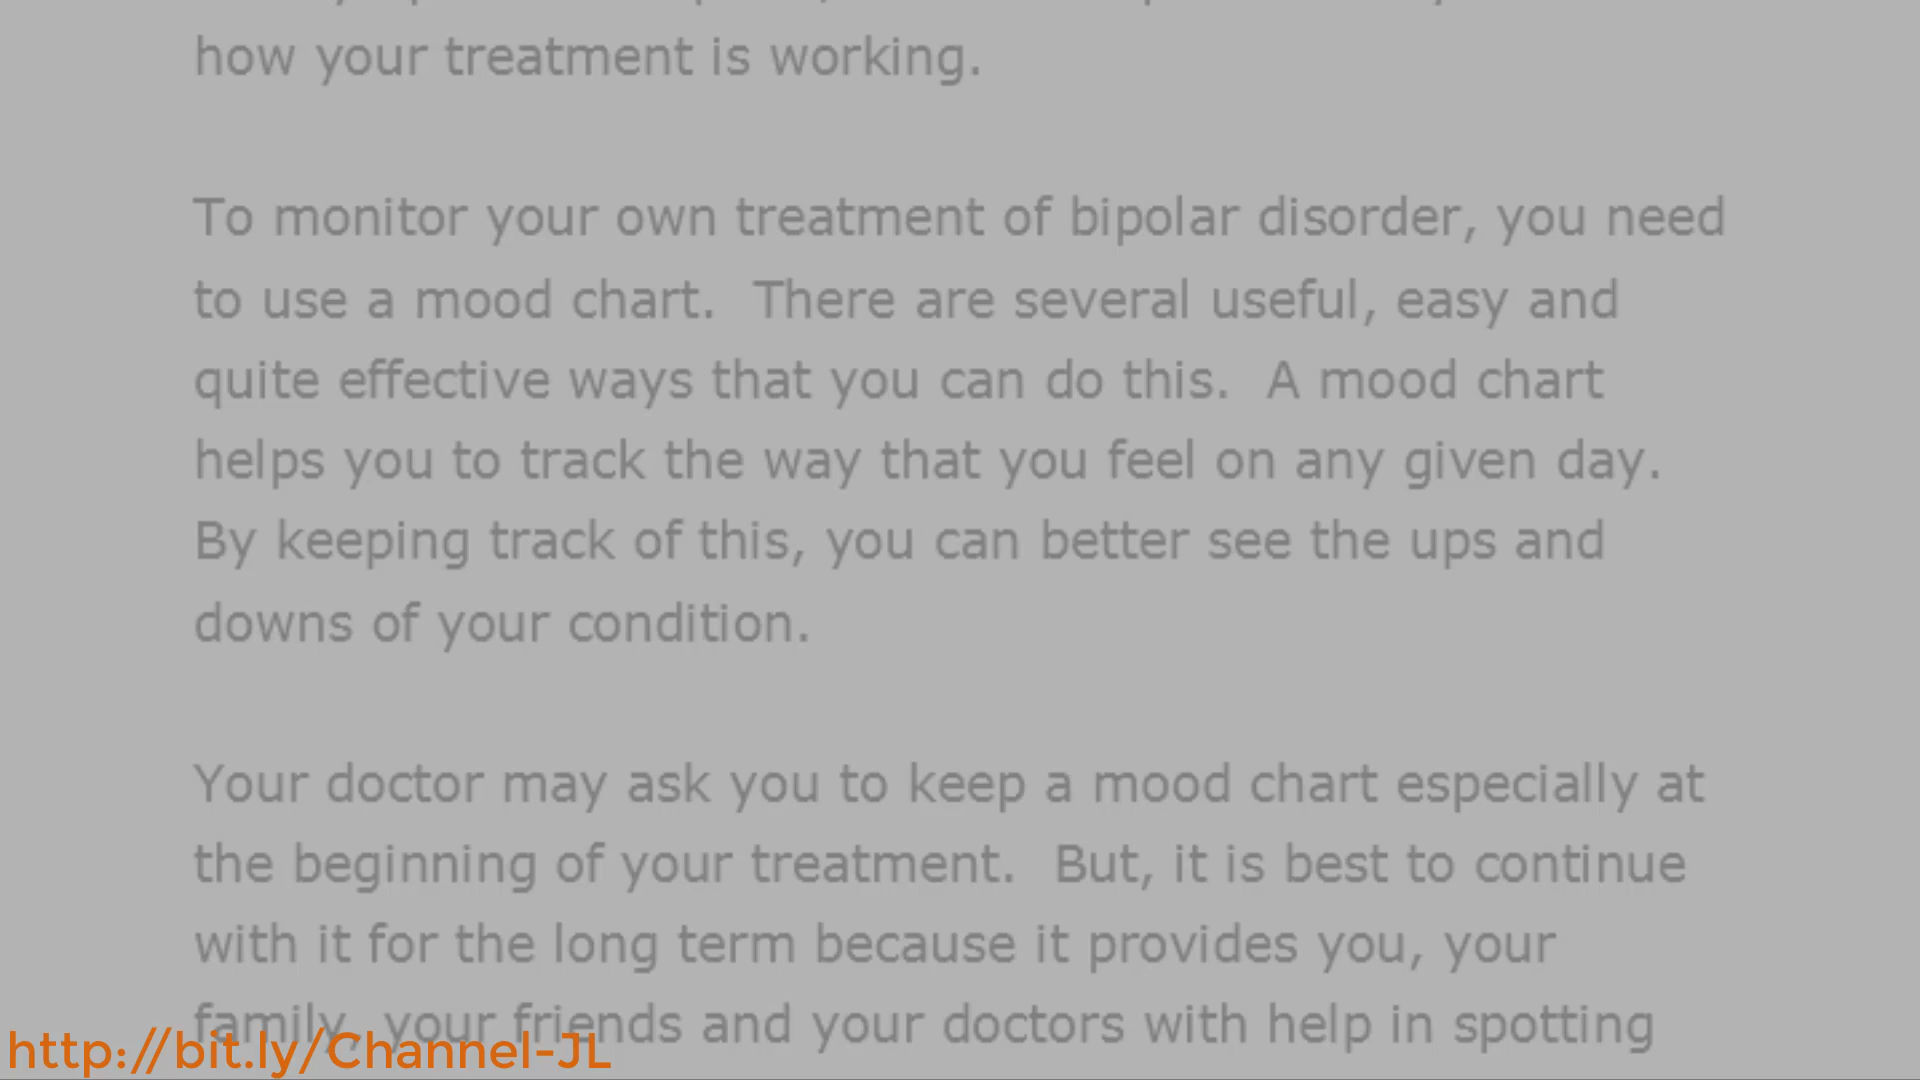 how your treatment is working.
To monitor your own treatment of bipolar disorder, you need
to use a mood chart.  There are several useful, easy and
quite effective ways that you can do this.  A mood chart
helps you to track the way that you feel on any given day.
By keeping track of this, you can better see the ups and
downs of your condition.
Your doctor may ask you to keep a mood chart especially at
the beginning of your treatment.  But, it is best to continue
with it for the long term because it provides you, your
family, your friends and your doctors with help in spotting
http://bit.ly/Channel-JL